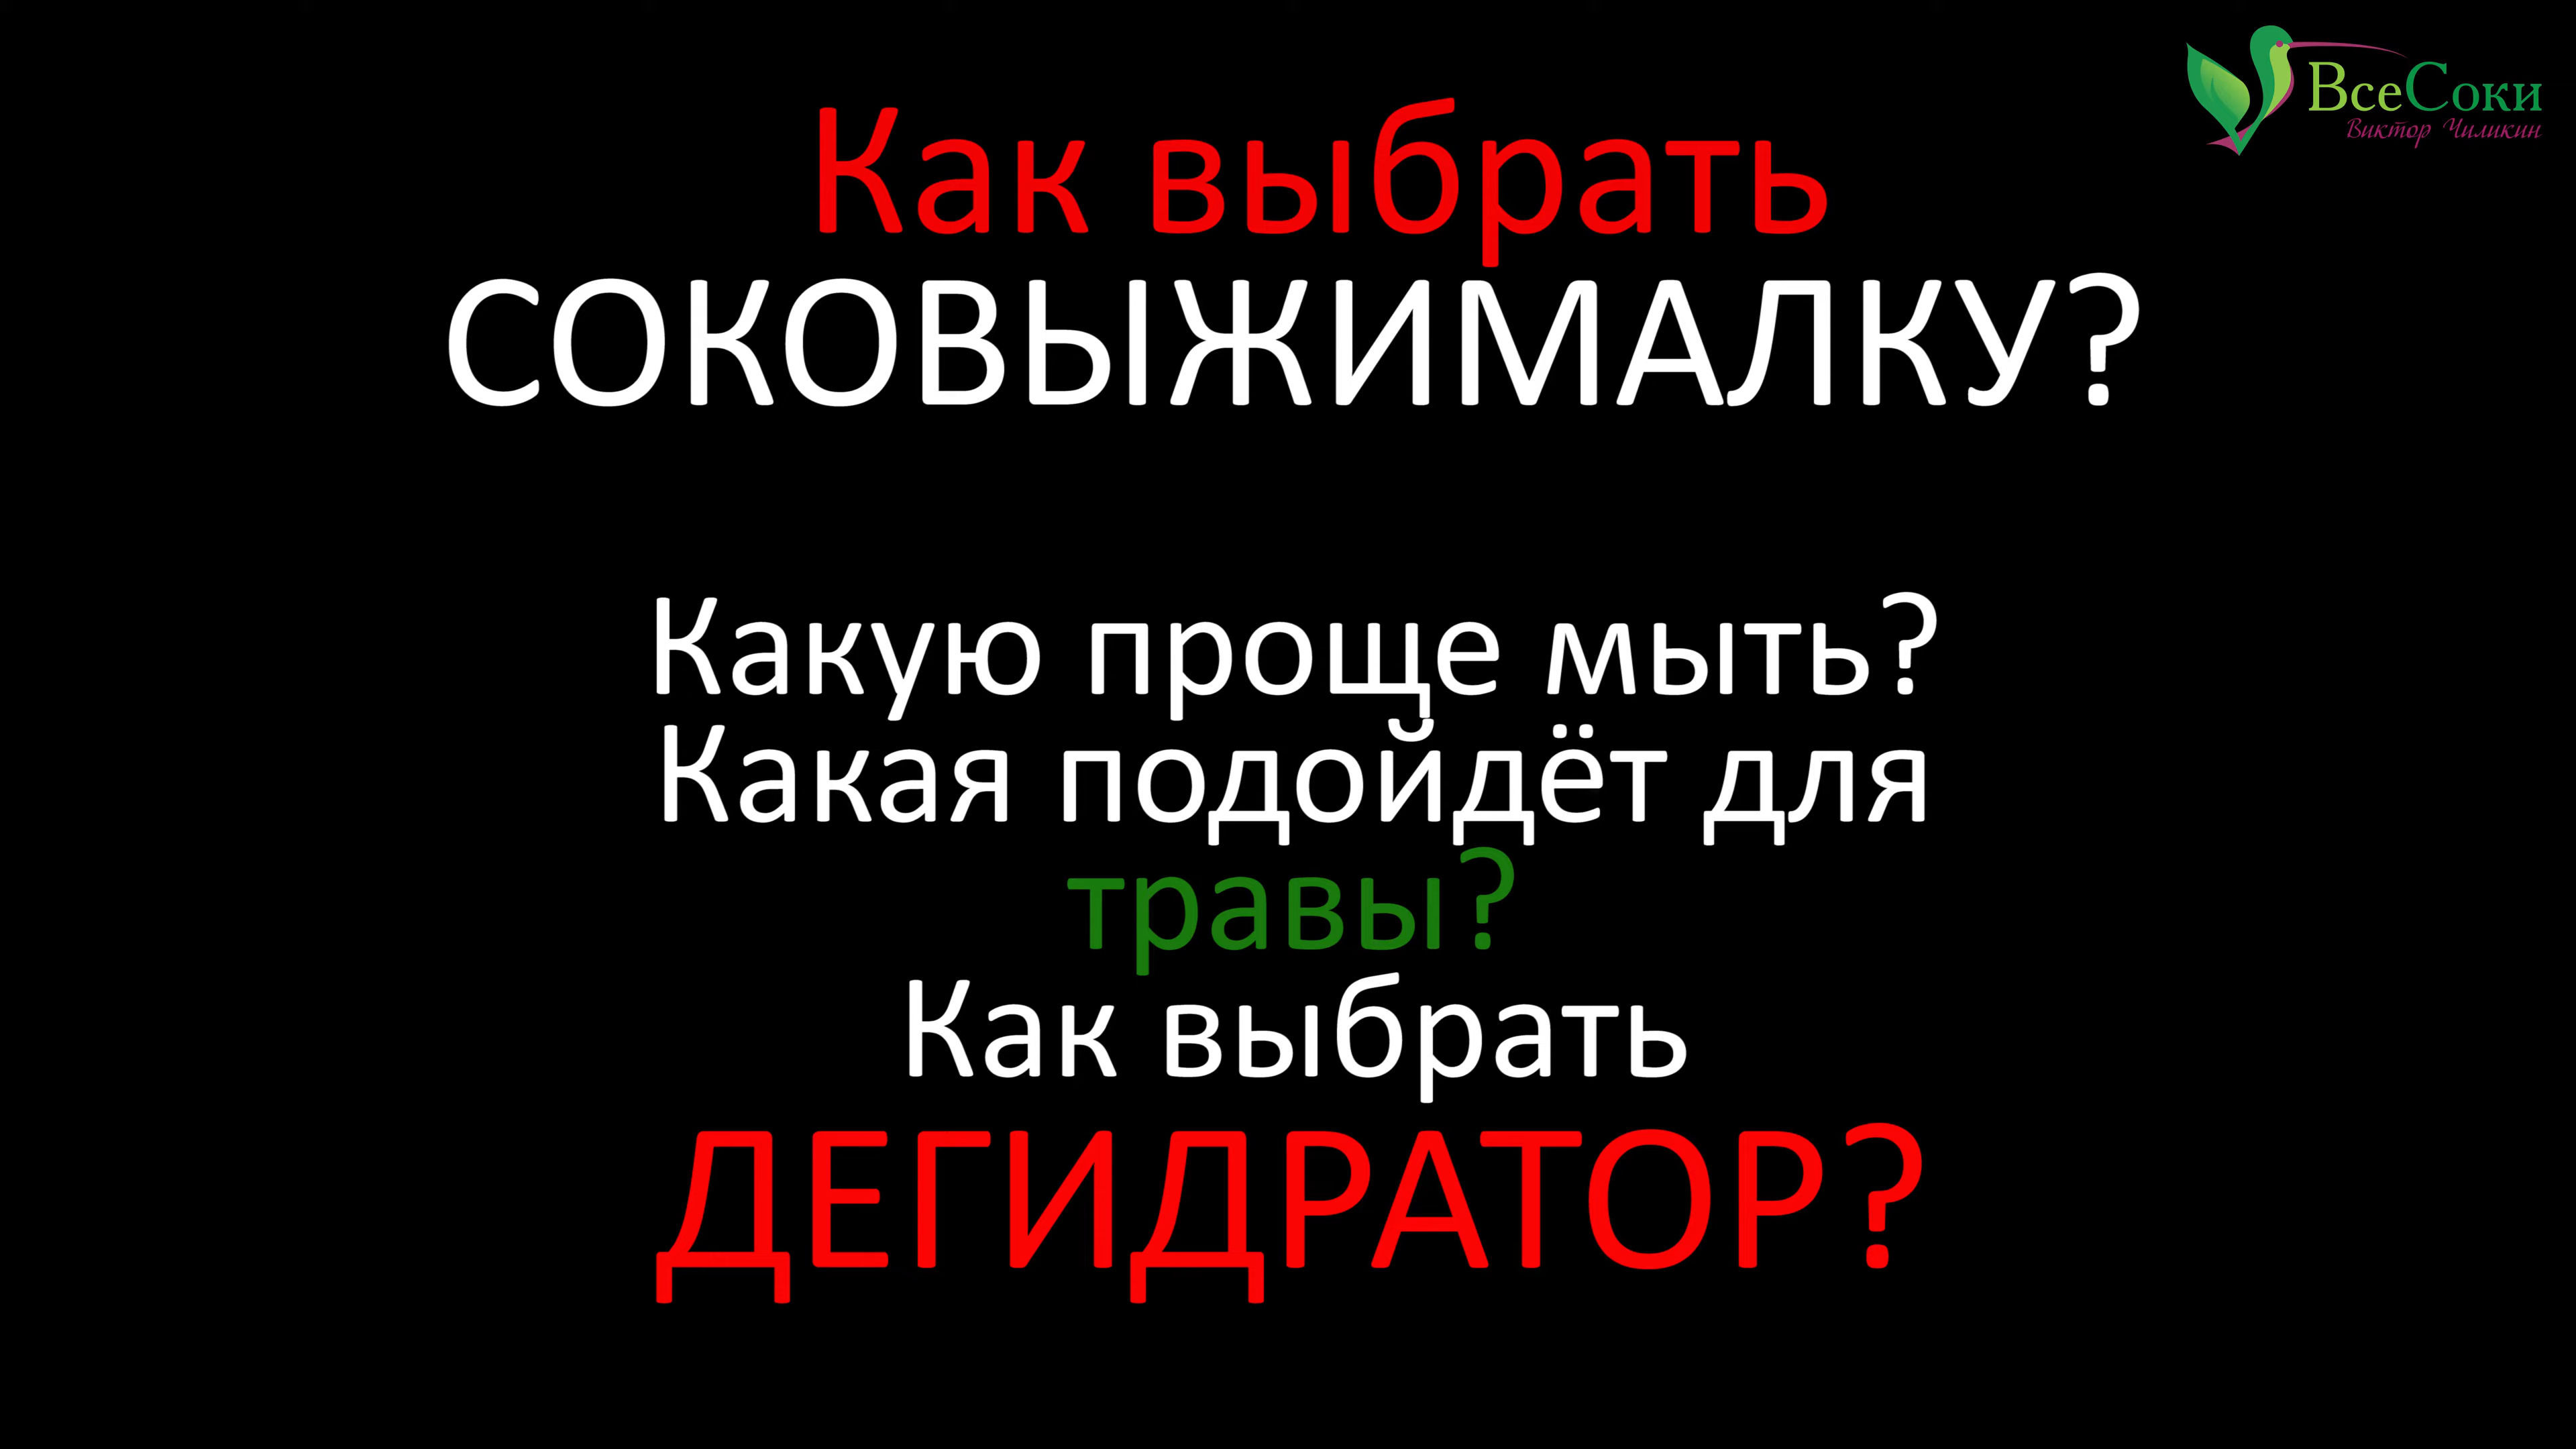 ВсеСоки
Виктор Чиликин
Как выбрать
СОКОВЫЖИМАЛКУ?
Какую проще мыть?
Какая подойдёт для
травы?
Как выбрать
ДЕГИДРАТОР?